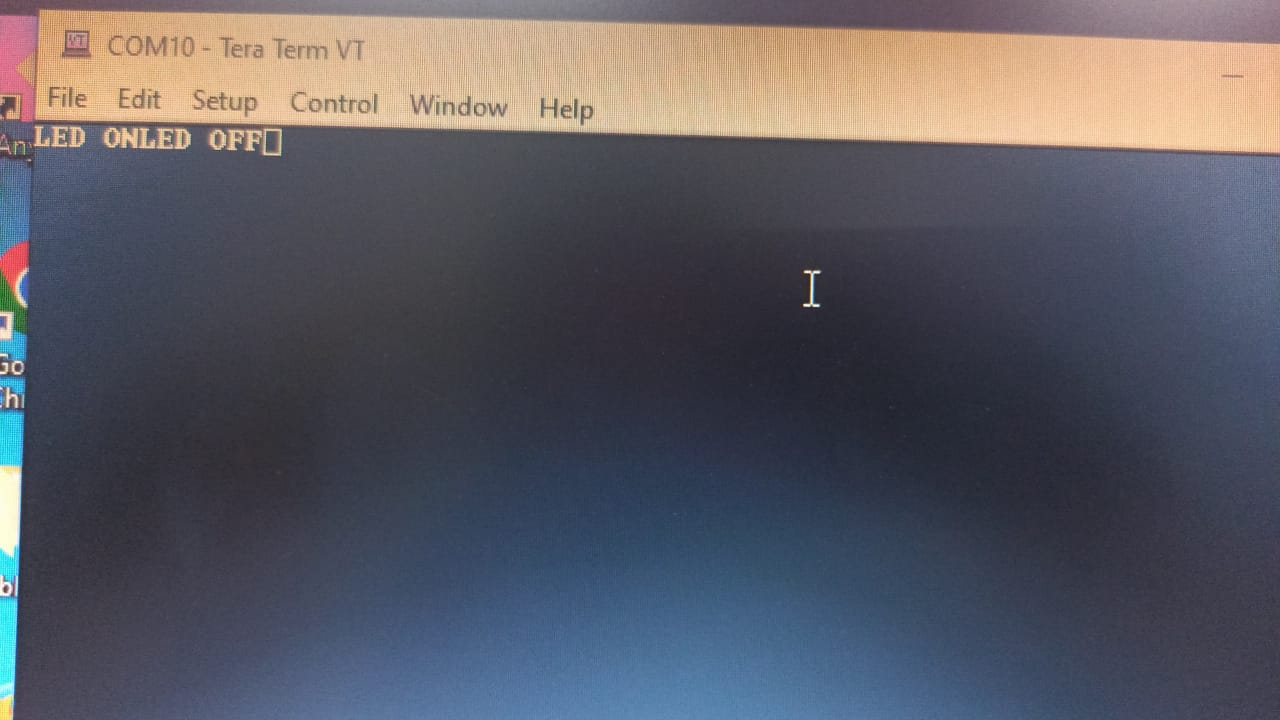 COM10 - Tera Term VT
File Edit Setup Control Window Help
LED ONLED OFF